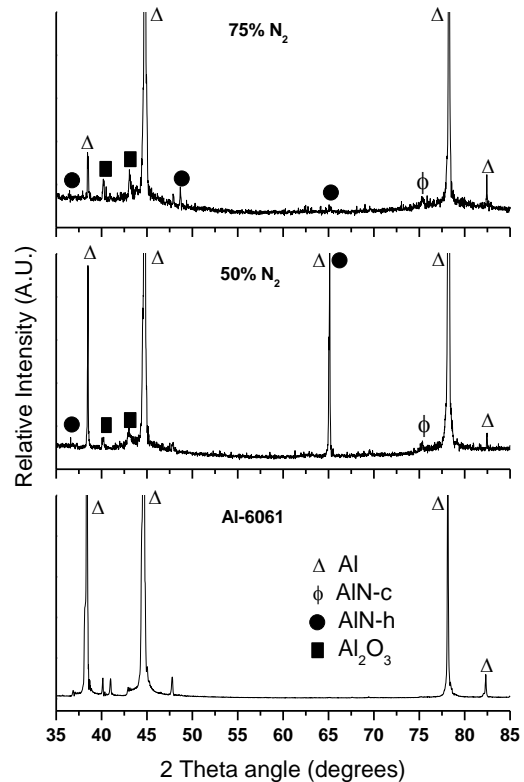 75% N₂
Δ
Δ
Δ
Δ
ϕ
50% N₂
Δ
Δ
Δ
Δ
Δ
ϕ
Relative Intensity (A.U.)
Al-6061
Δ
Δ
Δ
Δ
Δ Al
ϕ AlN-c
● AlN-h
■ Al₂O₃
35 40 45 50 55 60 65 70 75 80 85
2 Theta angle (degrees)